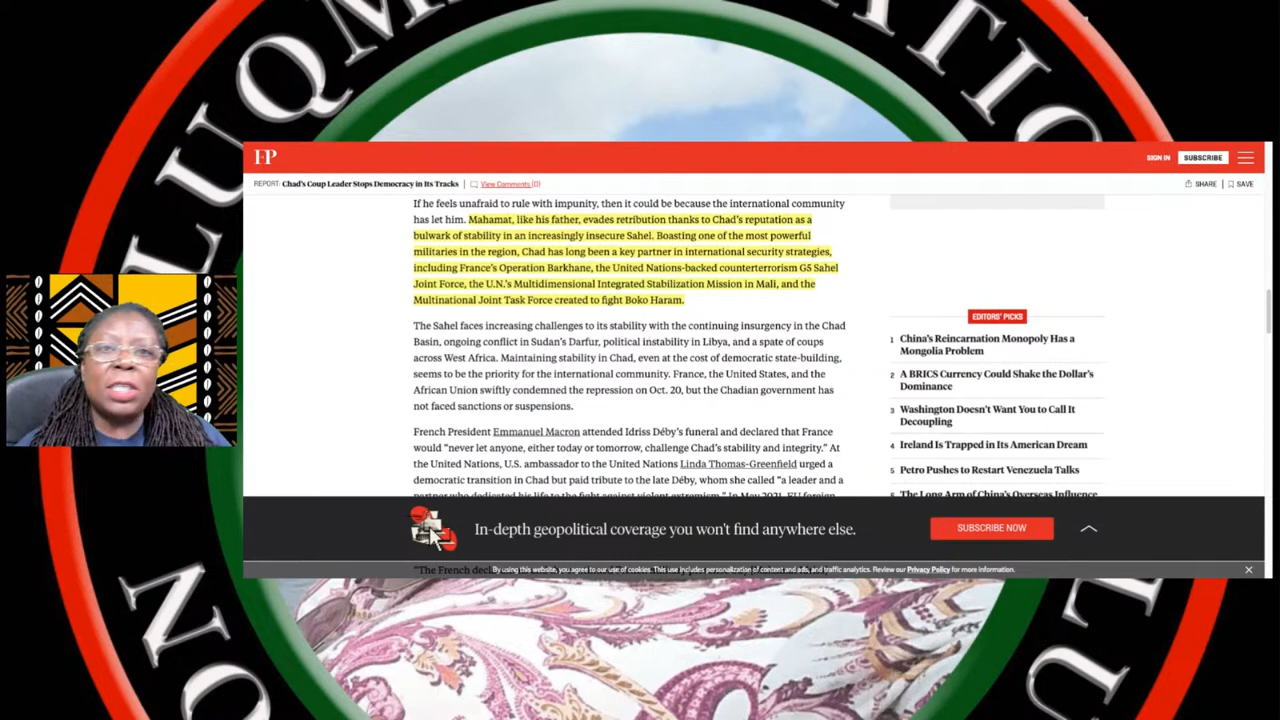 LUQM
ATIO
FP
SIGN IN
SUBSCRIBE
REPORT: Chad's Coup Leader Stops Democracy in Its Tracks
View Comments (0)
SHARE
SAVE
If he feels unafraid to rule with impunity, then it could be because the international community
has let him. Mahamat, like his father, evades retribution thanks to Chad's reputation as a
bulwark of stability in an increasingly insecure Sahel. Boasting one of the most powerful
militaries in the region, Chad has long been a key partner in international security strategies,
including France's Operation Barkhane, the United Nations-backed counterterrorism G5 Sahel
Joint Force, the U.N.'s Multidimensional Integrated Stabilization Mission in Mali, and the
Multinational Joint Task Force created to fight Boko Haram.
The Sahel faces increasing challenges to its stability with the continuing insurgency in the Chad
Basin, ongoing conflict in Sudan's Darfur, political instability in Libya, and a spate of coups
across West Africa. Maintaining stability in Chad, even at the cost of democratic state-building,
seems to be the priority for the international community. France, the United States, and the
African Union swiftly condemned the repression on Oct. 20, but the Chadian government has
not faced sanctions or suspensions.
French President Emmanuel Macron attended Idriss Déby's funeral and declared that France
would "never let anyone, either today or tomorrow, challenge Chad's stability and integrity." At
the United Nations, U.S. ambassador to the United Nations Linda Thomas-Greenfield urged a
democratic transition in Chad but paid tribute to the late Déby, whom she called "a leader and a
partner who dedicated his life to the fight against violent extremism." In May 2021, EU foreign
EDITORS' PICKS
1 China's Reincarnation Monopoly Has a
Mongolia Problem
2 A BRICS Currency Could Shake the Dollar's
Dominance
3 Washington Doesn't Want You to Call It
Decoupling
4 Ireland Is Trapped in Its American Dream
5 Petro Pushes to Restart Venezuela Talks
6 The Long Arm of China's Overseas Influence
In-depth geopolitical coverage you won't find anywhere else.
SUBSCRIBE NOW
"The French
By using this website, you agree to our use of cookies. This use includes personalization of content and ads, and traffic analytics. Review our Privacy Policy for more information.